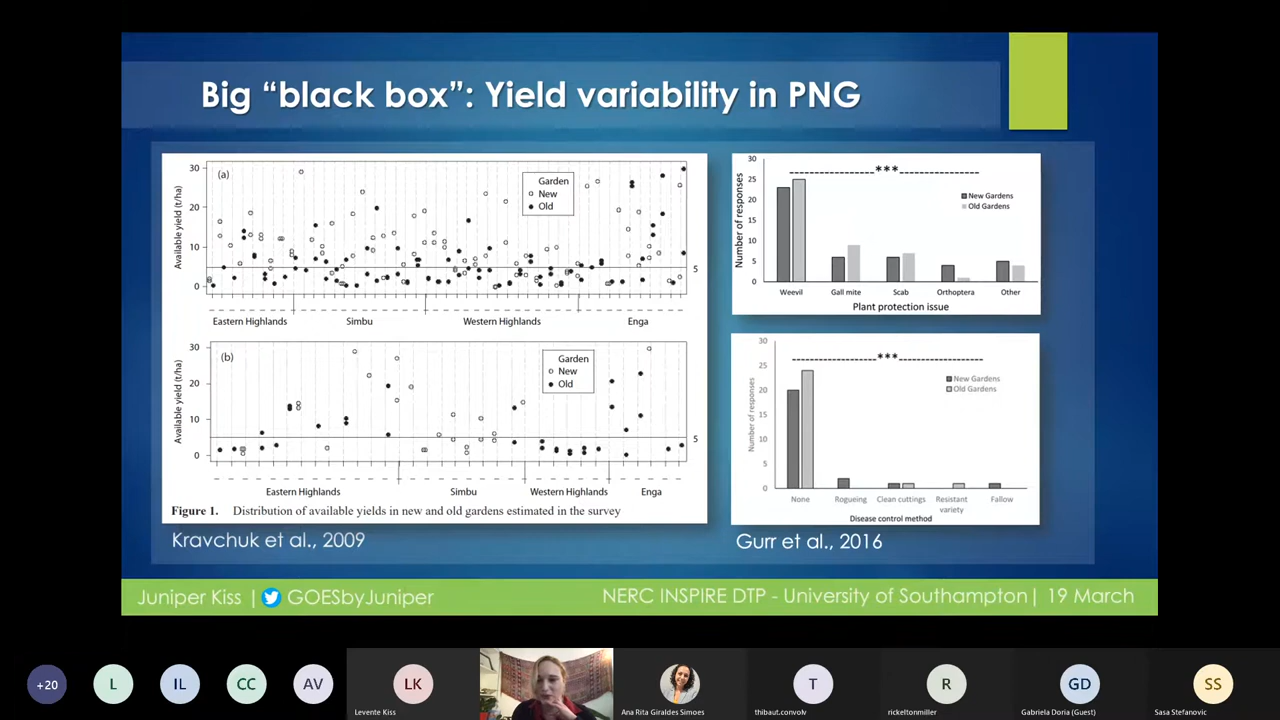 Big “black box”: Yield variability in PNG
(a)
Available yield (t/ha)
30
20
10
0
Garden
New
Old
5
Eastern Highlands
Simbu
Western Highlands
Enga
(b)
Available yield (t/ha)
30
20
10
0
Garden
New
Old
5
Eastern Highlands
Simbu
Western Highlands
Enga
Figure 1. Distribution of available yields in new and old gardens estimated in the survey
Kravchuk et al., 2009
Number of responses
30
25
20
15
10
5
0
***
New Gardens
Old Gardens
Weevil
Gall mite
Scab
Orthoptera
Other
Plant protection issue
Number of responses
30
25
20
15
10
5
0
***
New Gardens
Old Gardens
None
Rogueing
Clean cuttings
Resistant
variety
Fallow
Disease control method
Gurr et al., 2016
Juniper Kiss | GOESbyJuniper
NERC INSPIRE DTP - University of Southampton| 19 March
+20
L
IL
CC
AV
LK
Levente Kiss
Ana Rita Giraldes Simoes
T
thibaut.convolv
R
rickeltonmiller
GD
Gabriela Doria (Guest)
SS
Sasa Stefanovic